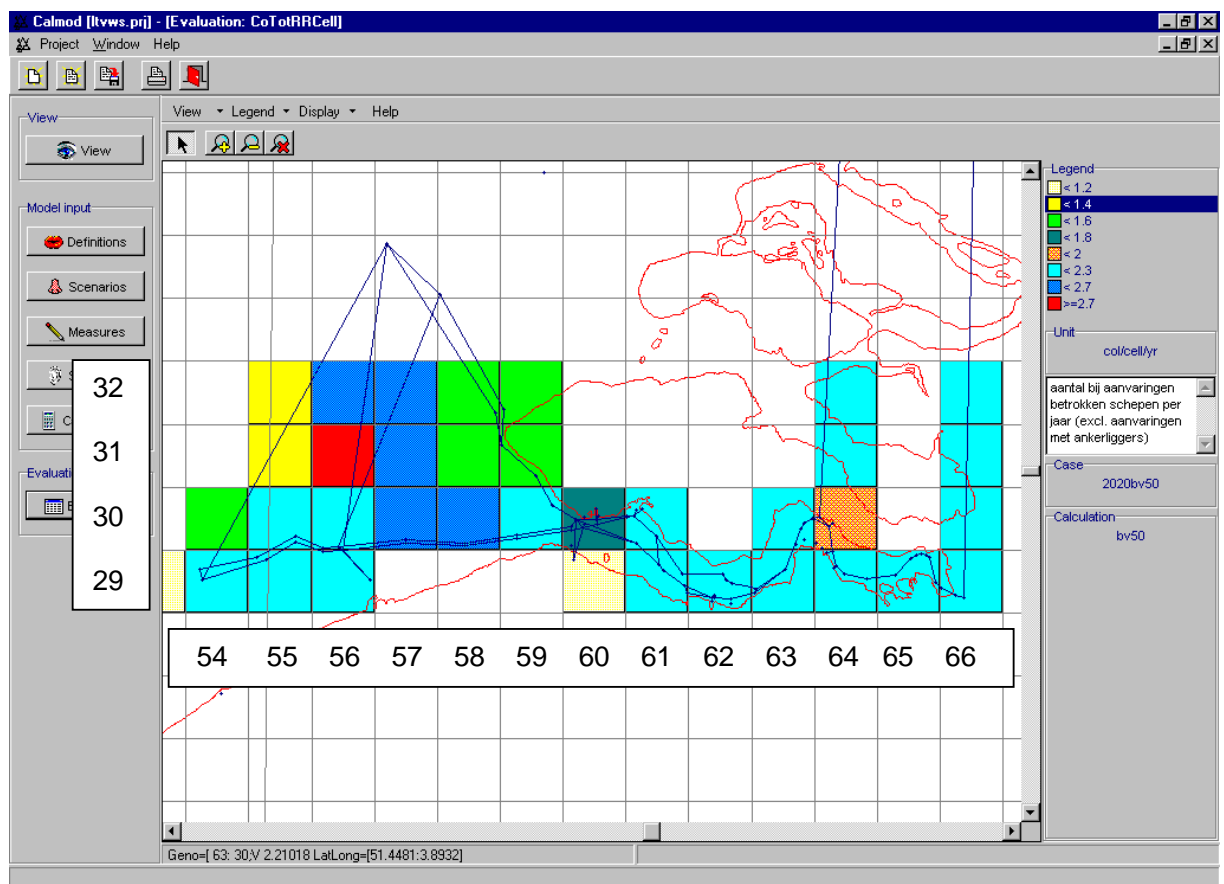 Calmod [ltvws.prj] - [Evaluation: CoTotRRCell]
Project Window Help
View Legend Display Help
View
View
Model input
Definitions
Scenarios
Measures
S
C
Evaluati
E
32
31
30
29
54 55 56 57 58 59 60 61 62 63 64 65 66
Legend
< 1.2
< 1.4
< 1.6
< 1.8
< 2
< 2.3
< 2.7
>=2.7
Unit
col/cell/yr
aantal bij aanvaringen
betrokken schepen per
jaar (excl. aanvaringen
met ankerliggers)
Case
2020bv50
Calculation
bv50
Geno=[ 63: 30;V 2.21018 LatLong=[51.4481:3.8932]